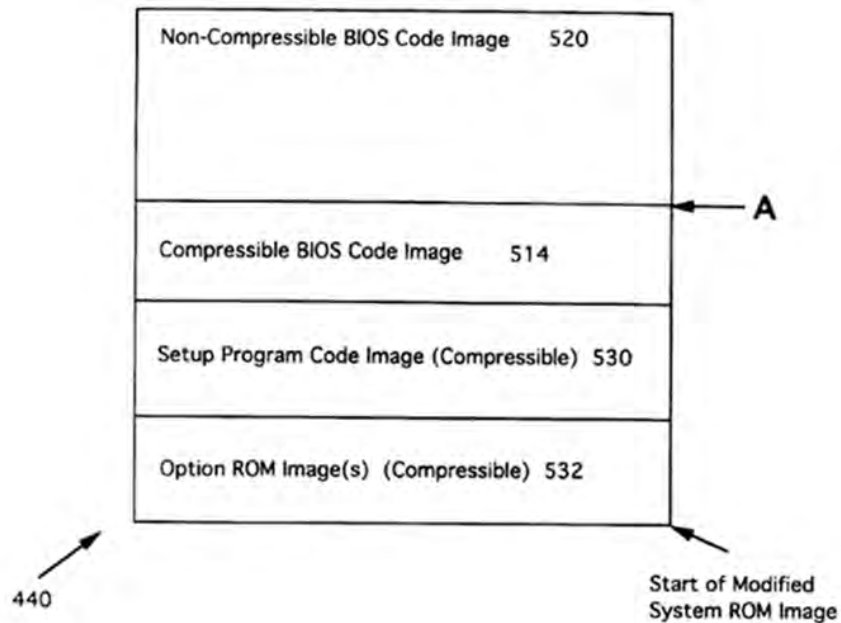 Non-Compressible BIOS Code Image 520
A
Compressible BIOS Code Image 514
Setup Program Code Image (Compressible) 530
Option ROM Image(s) (Compressible) 532
440
Start of Modified
System ROM Image